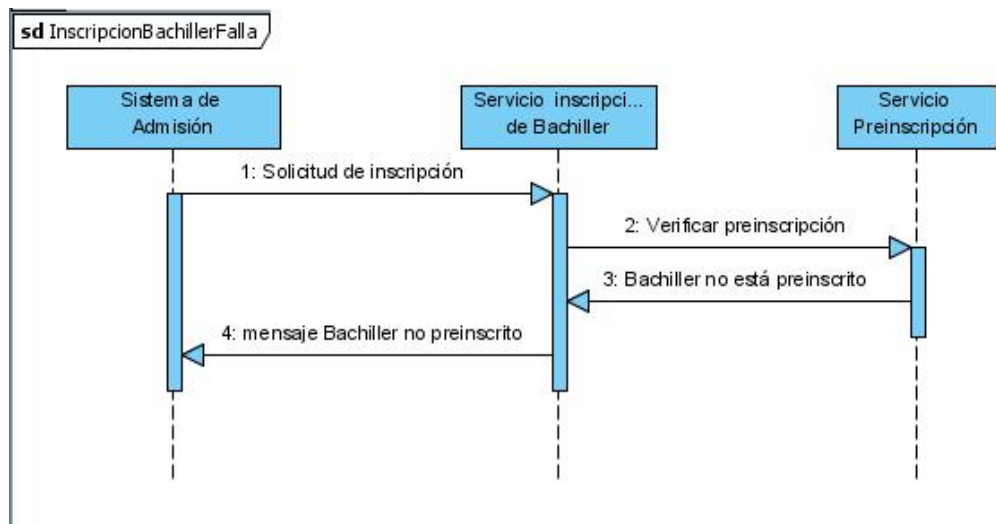 sd InscripcionBachillerFalla
Sistema de
Admisión
Servicio inscripci...
de Bachiller
Servicio
Preinscripción
1: Solicitud de inscripción
2: Verificar preinscripción
3: Bachiller no está preinscrito
4: mensaje Bachiller no preinscrito